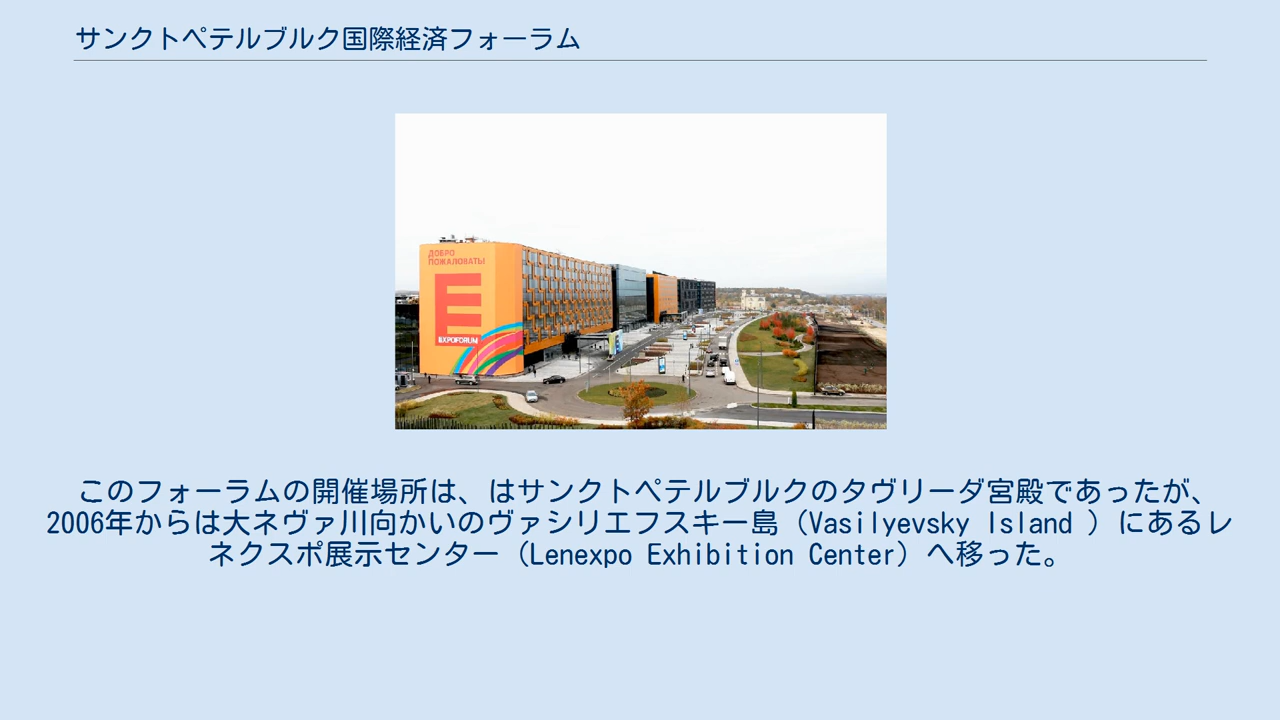 サンクトペテルブルク国際経済フォーラム
ДОБРО
ПОЖАЛОВАТЬ!
E
EXPOFORUM
このフォーラムの開催場所は、はサンクトペテルブルクのタヴリーダ宮殿であったが、
2006年からは大ネヴァ川向かいのヴァシリエフスキー島（Vasilyevsky Island ）にあるレ
ネクスポ展示センター（Lenexpo Exhibition Center）へ移った。